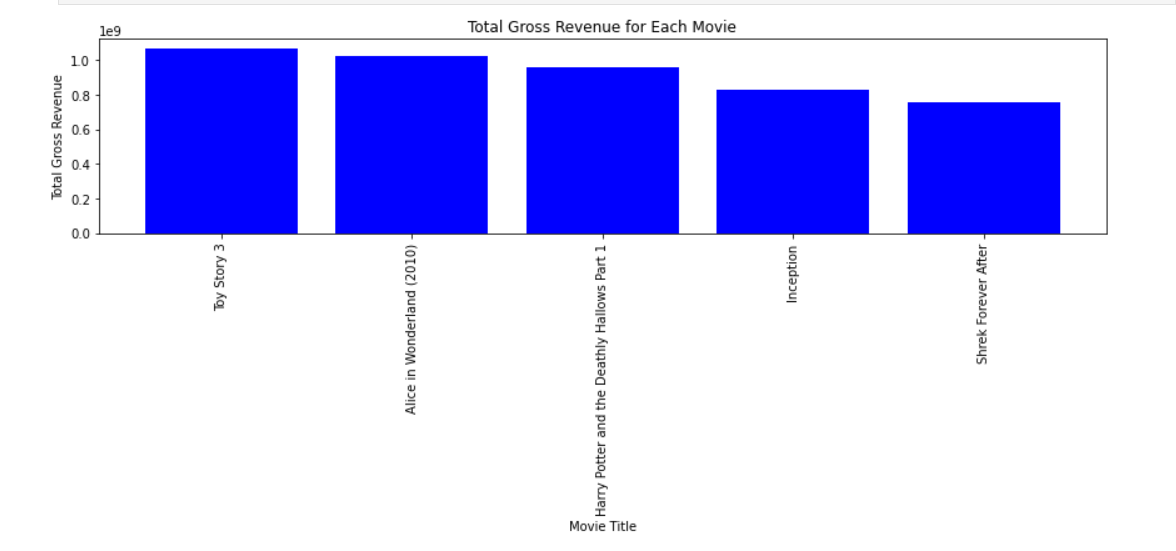 Total Gross Revenue for Each Movie
1e9
Total Gross Revenue
1.0
0.8
0.6
0.4
0.2
0.0
Toy Story 3
Alice in Wonderland (2010)
Harry Potter and the Deathly Hallows Part 1
Inception
Shrek Forever After
Movie Title